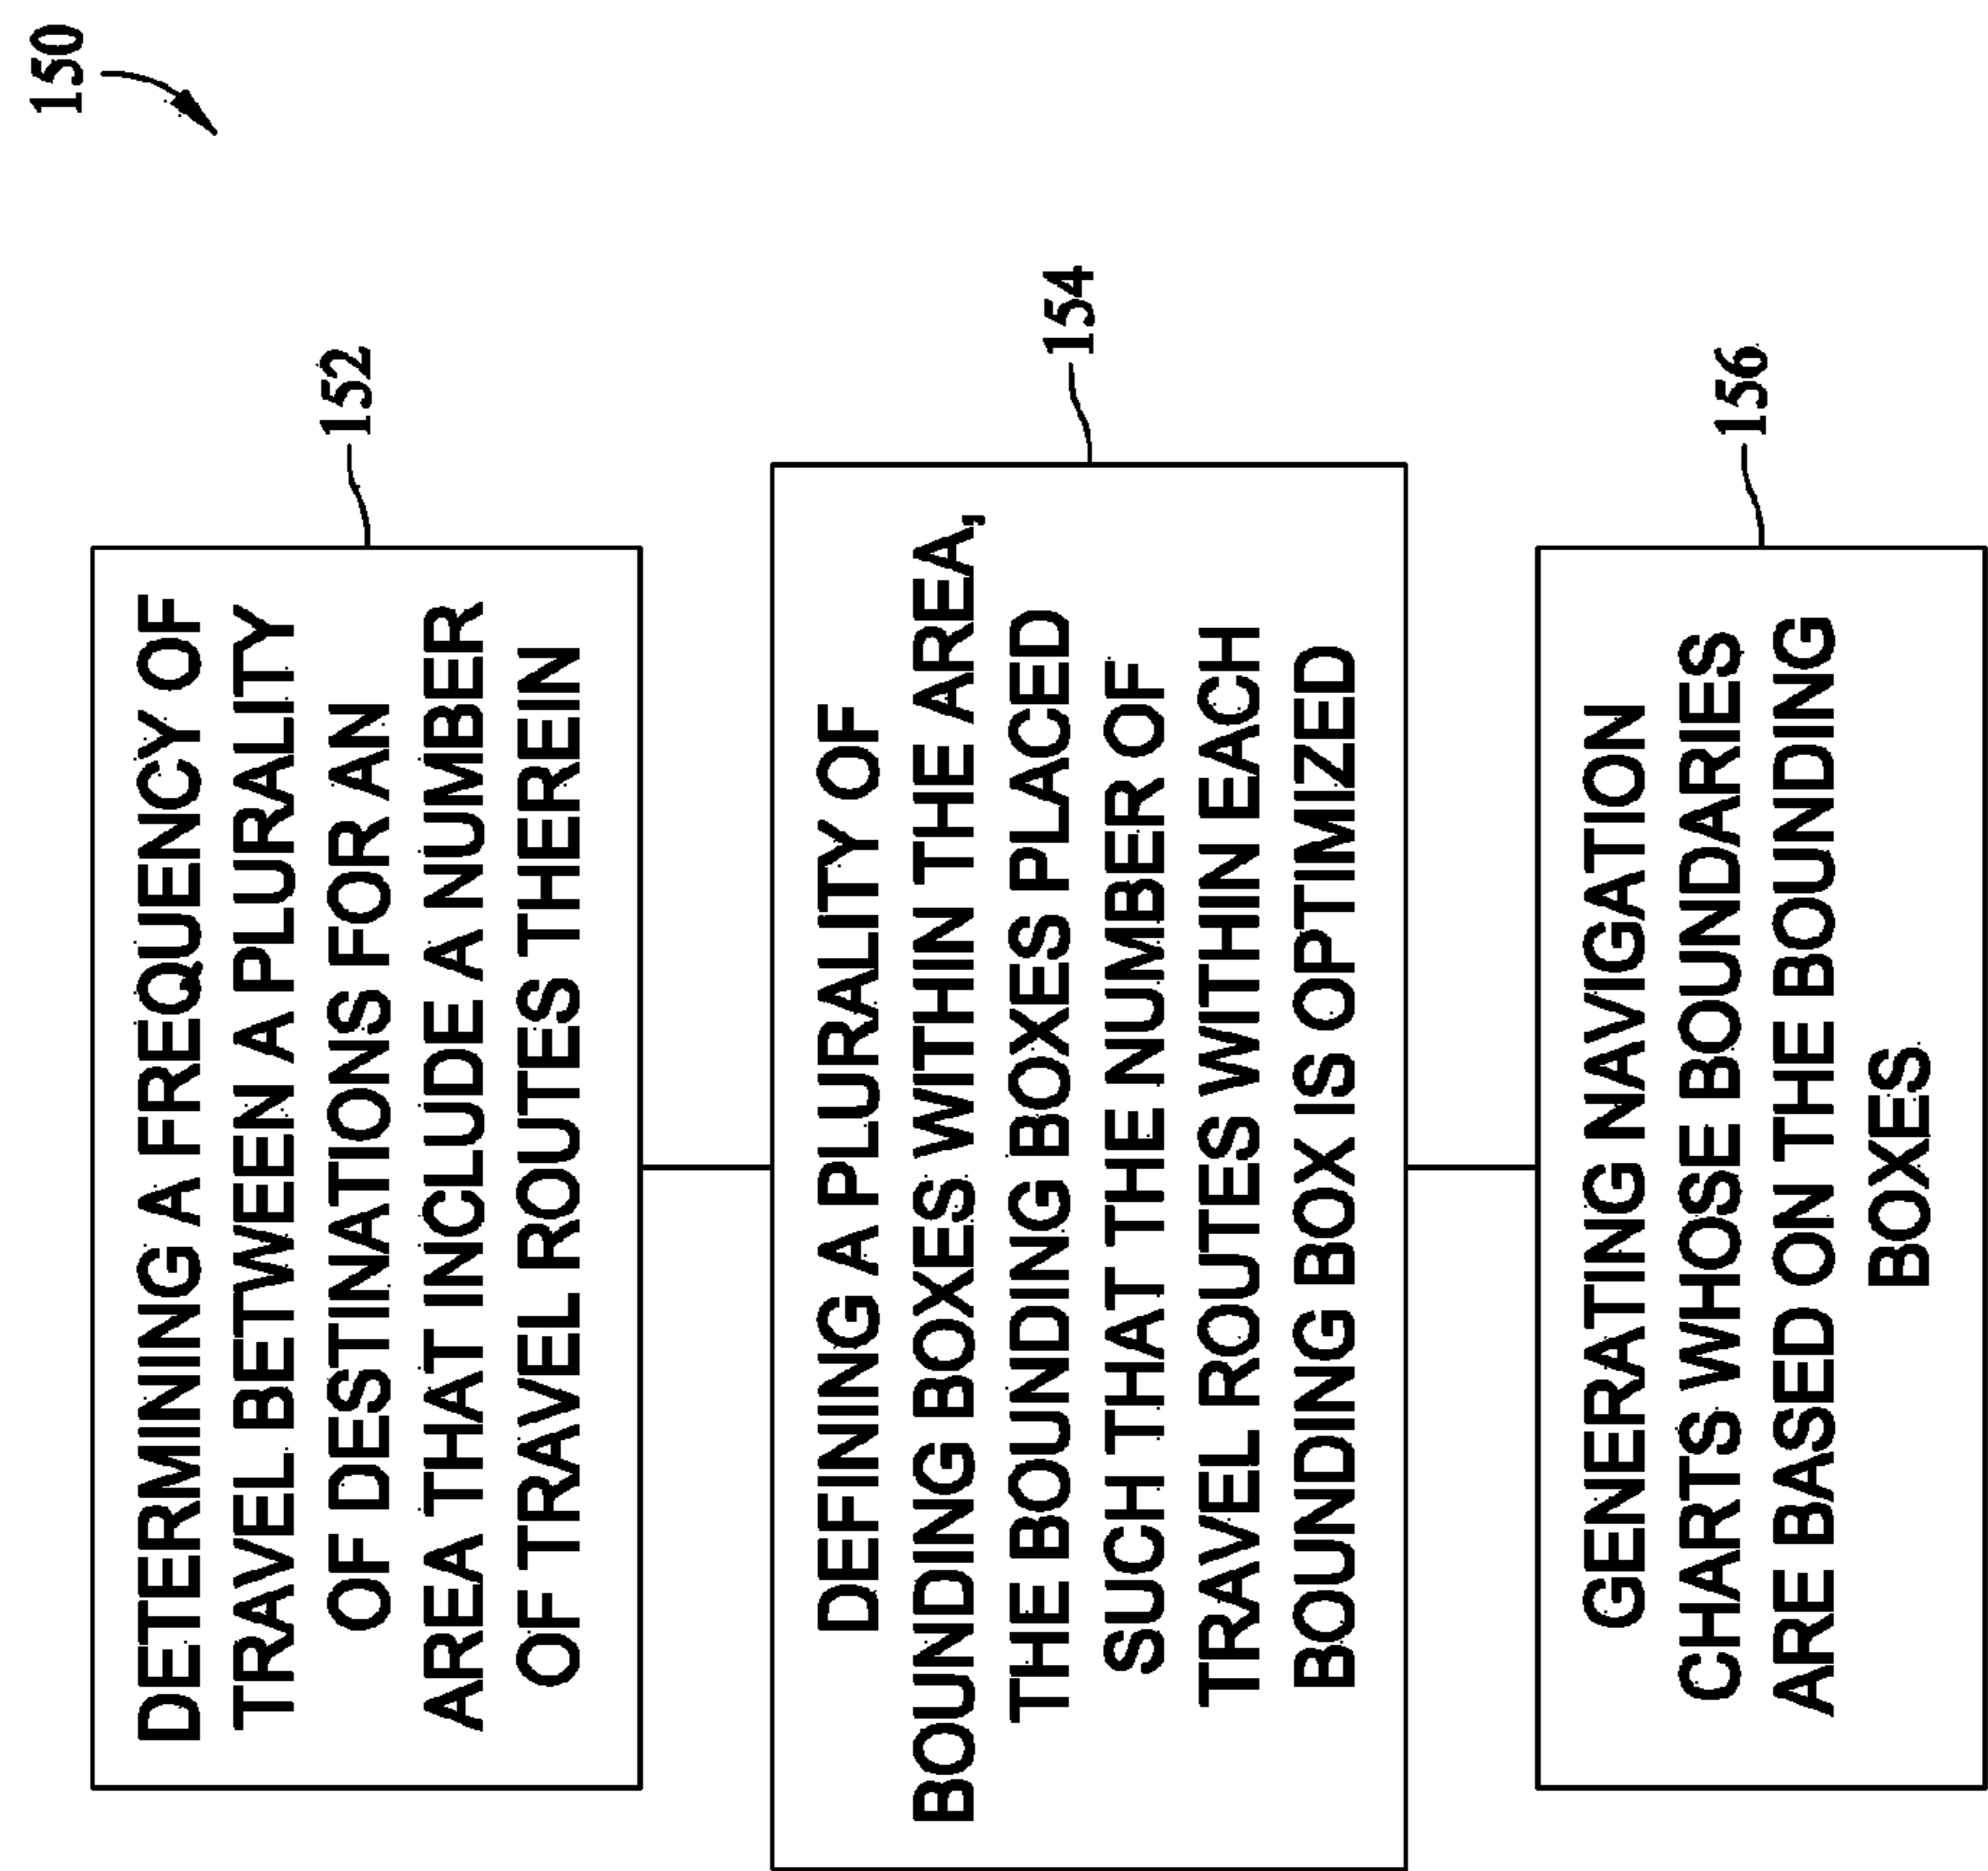 150
DETERMINING A FREQUENCY OF
TRAVEL BETWEEN A PLURALITY
OF DESTINATIONS FOR AN
AREA THAT INCLUDE A NUMBER
OF TRAVEL ROUTES THEREIN
152
DEFINING A PLURALITY OF
BOUNDING BOXES WITHIN THE AREA,
THE BOUNDING BOXES PLACED
SUCH THAT THE NUMBER OF
TRAVEL ROUTES WITHIN EACH
BOUNDING BOX IS OPTIMIZED
154
GENERATING NAVIGATION
CHARTS WHOSE BOUNDARIES
ARE BASED ON THE BOUNDING
BOXES
156